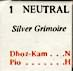 1 NEUTRAL
Silver Grimoire
Dhoz-Kam . . .N
Pio . . . . . . .H